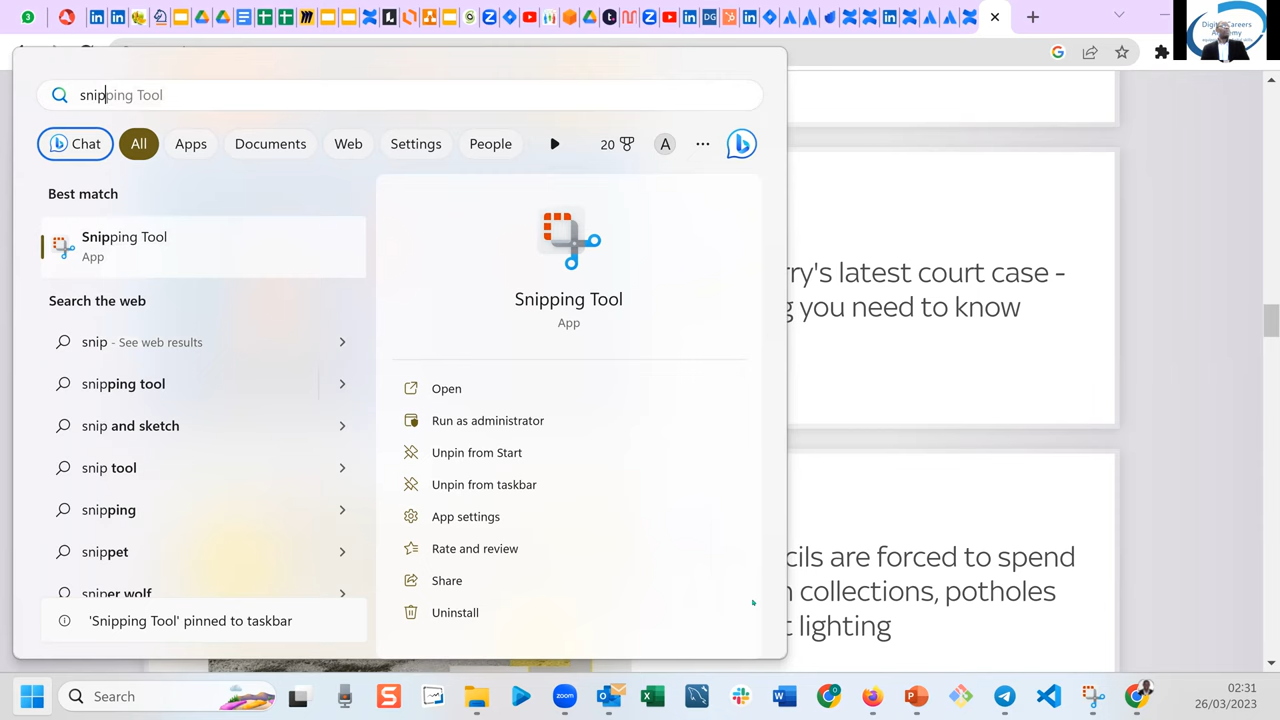 snipping Tool
Chat
All
Apps
Documents
Web
Settings
People
20
A
Best match
Snipping Tool
App
Search the web
snip - See web results
snipping tool
snip and sketch
snip tool
snipping
snippet
sniper wolf
'Snipping Tool' pinned to taskbar
Snipping Tool
App
Open
Run as administrator
Unpin from Start
Unpin from taskbar
App settings
Rate and review
Share
Uninstall
rry's latest court case -
you need to know
cils are forced to spend
collections, potholes
lighting
Search
zoom
02:31
26/03/2023